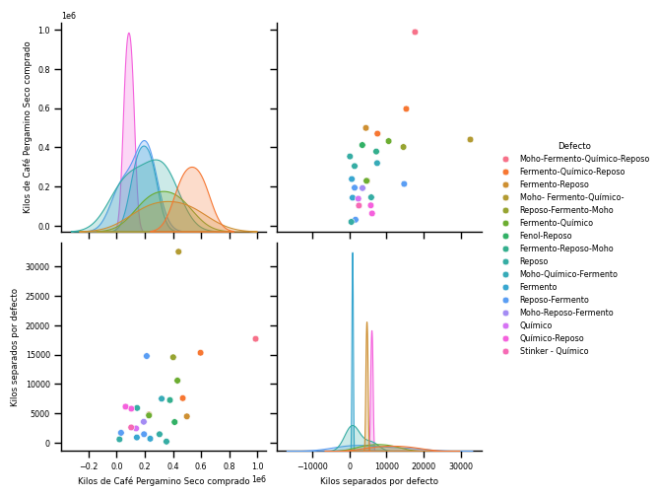 1e6
1.0
0.8
0.6
0.4
0.2
0.0
Kilos de Café Pergamino Seco comprado
Defecto
Moho-Fermento-Químico-Reposo
Fermento-Químico-Reposo
Fermento-Reposo
Moho- Fermento-Químico-
Reposo-Fermento-Moho
Fermento-Químico
Fenol-Reposo
Fermento-Reposo-Moho
Reposo
Moho-Químico-Fermento
Fermento
Reposo-Fermento
Moho-Reposo-Fermento
Químico
Químico-Reposo
Stinker - Químico
30000
25000
20000
15000
10000
5000
0
Kilos separados por defecto
−0.2 0.0 0.2 0.4 0.6 0.8 1.0
Kilos de Café Pergamino Seco comprado 1e6
−10000 0 10000 20000 30000
Kilos separados por defecto